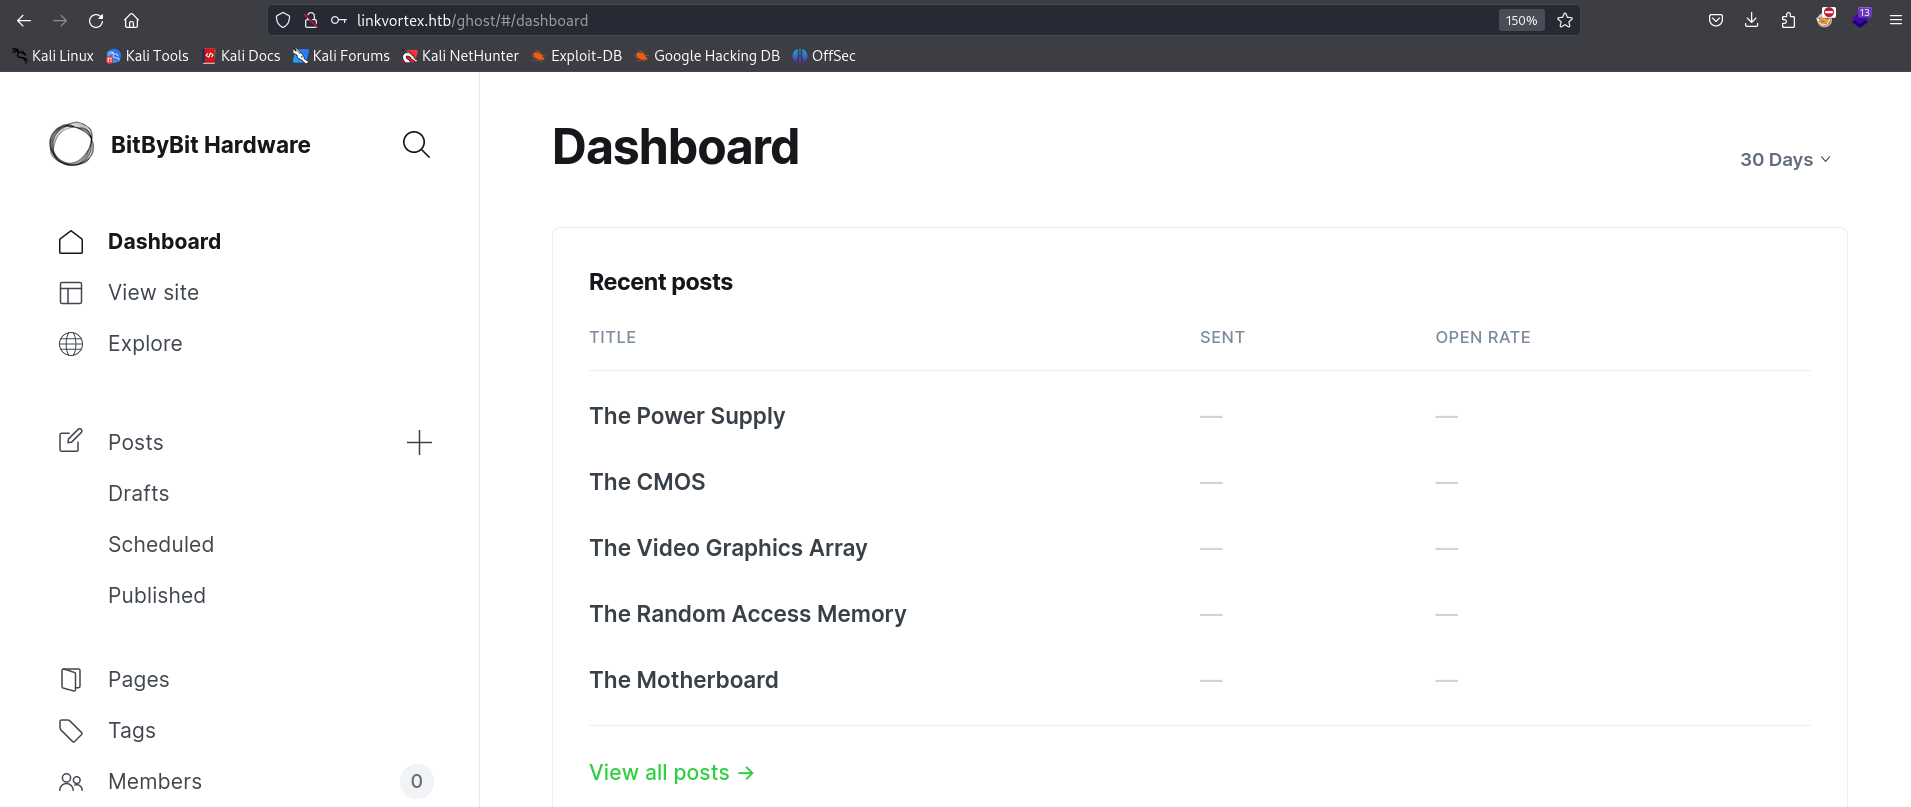 linkvortex.htb/ghost/#/dashboard 150% 13
Kali Linux Kali Tools Kali Docs Kali Forums Kali NetHunter Exploit-DB Google Hacking DB OffSec
BitByBit Hardware
Dashboard
View site
Explore
Posts
Drafts
Scheduled
Published
Pages
Tags
Members 0
Dashboard
30 Days
Recent posts
TITLE SENT OPEN RATE
The Power Supply — —
The CMOS — —
The Video Graphics Array — —
The Random Access Memory — —
The Motherboard — —
View all posts →